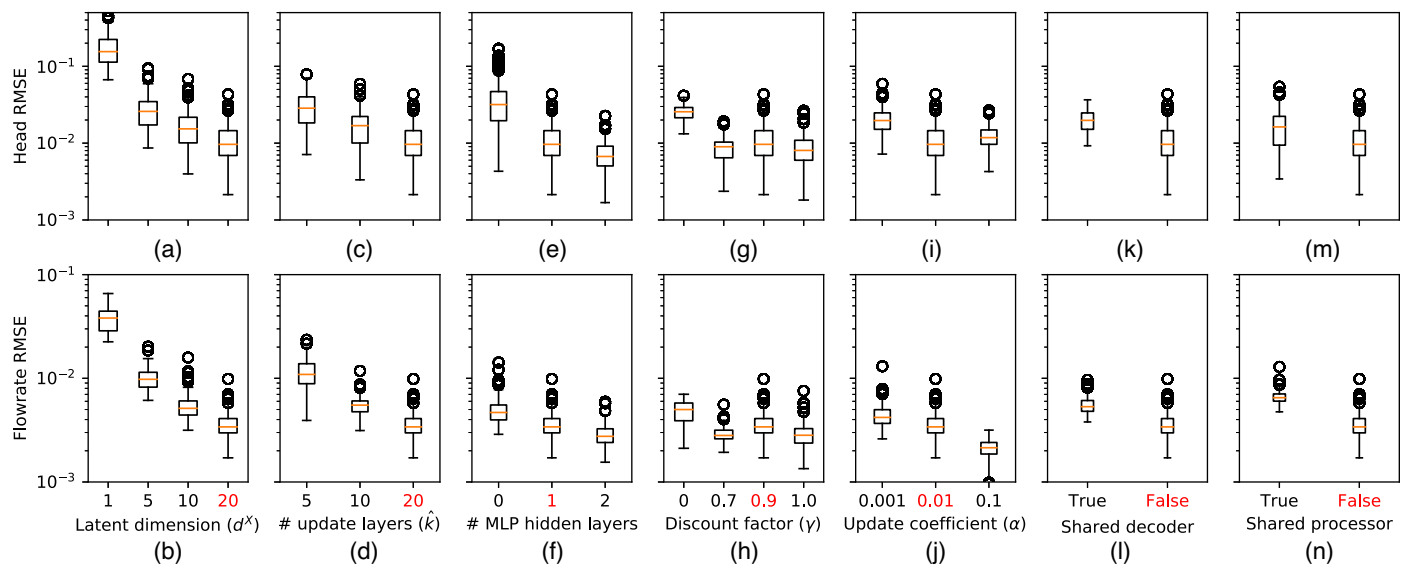 Head RMSE
10⁻¹
10⁻²
10⁻³
(a) (c) (e) (g) (i) (k) (m)
Flowrate RMSE
10⁻¹
10⁻²
10⁻³
1 5 10 20 5 10 20 0 1 2 0 0.7 0.9 1.0 0.001 0.01 0.1 True False True False
Latent dimension (dˣ) # update layers (k̂) # MLP hidden layers Discount factor (γ) Update coefficient (α) Shared decoder Shared processor
(b) (d) (f) (h) (j) (l) (n)